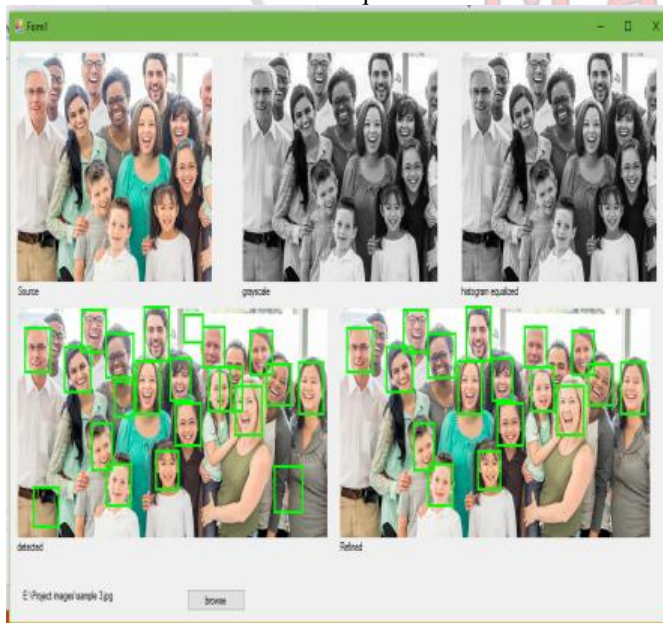 Form1
Source
grayscale
histogram equalized
detected
Refined
E:\Project images\sample 3.jpg
browse